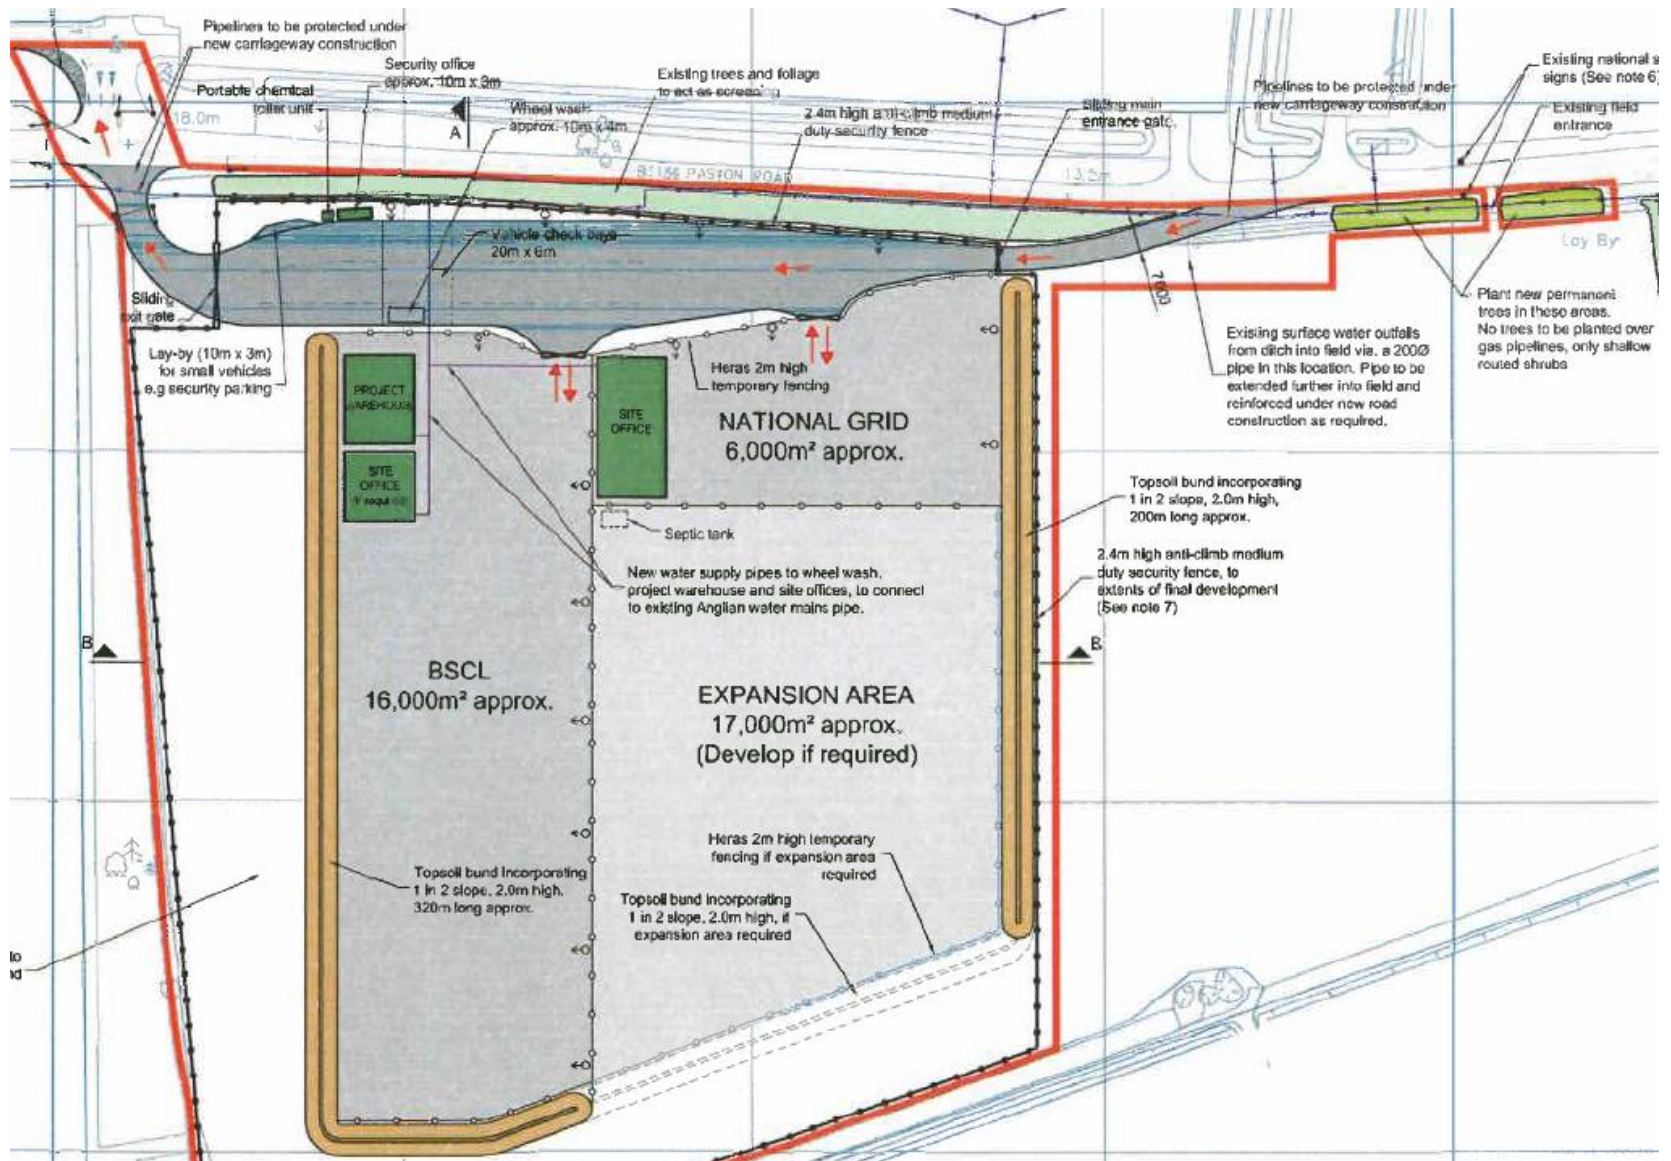 Pipelines to be protected under
new carriageway construction
Security office
approx. 10m x 3m
Portable chemical
toilet unit
18.0m
A
Wheel wash
approx. 10m x 4m
Existing trees and foliage
to act as screening
2.4m high anti-climb medium
duty security fence
Sliding main
entrance gate.
Pipelines to be protected under
new carriageway construction
Existing national s
signs (See note 6)
Existing field
entrance
B1159 PASTON ROAD
13.2m
Vehicle check bays
20m x 6m
Lay By
7000
Sliding
exit gate
Lay-by (10m x 3m)
for small vehicles
e.g security parking
Plant new permanent
trees in these areas.
No trees to be planted over
gas pipelines, only shallow
routed shrubs
Existing surface water outfalls
from ditch into field via. a 200Ø
pipe in this location. Pipe to be
extended further into field and
reinforced under new road
construction as required.
Heras 2m high
temporary fencing
PROJECT
WAREHOUSE
SITE
OFFICE
NATIONAL GRID
6,000m² approx.
SITE
OFFICE
Septic tank
Topsoil bund incorporating
1 in 2 slope, 2.0m high,
200m long approx.
New water supply pipes to wheel wash,
project warehouse and site offices, to connect
to existing Anglian water mains pipe.
2.4m high anti-climb medium
duty security fence, to
extents of final development
(See note 7)
B
B
BSCL
16,000m² approx.
EXPANSION AREA
17,000m² approx.
(Develop if required)
Heras 2m high temporary
fencing if expansion area
required
Topsoil bund incorporating
1 in 2 slope, 2.0m high,
320m long approx.
Topsoil bund incorporating
1 in 2 slope, 2.0m high, if
expansion area required